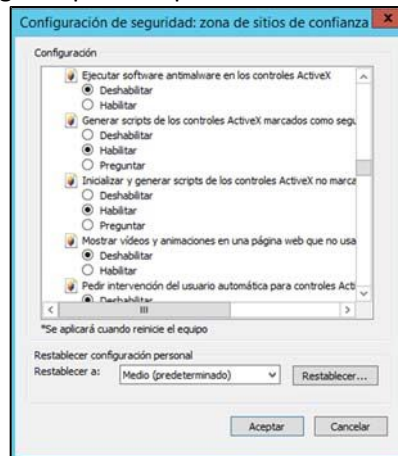 Configuración de seguridad: zona de sitios de confianza
Configuración
Ejecutar software antimalware en los controles ActiveX
Deshabilitar
Habilitar
Generar scripts de los controles ActiveX marcados como segu
Deshabilitar
Habilitar
Preguntar
Inicializar y generar scripts de los controles ActiveX no marca
Deshabilitar
Habilitar
Preguntar
Mostrar vídeos y animaciones en una página web que no usa
Deshabilitar
Habilitar
Pedir intervención del usuario automática para controles Acti
Deshabilitar
*Se aplicará cuando reinicie el equipo
Restablecer configuración personal
Restablecer a: Medio (predeterminado) Restablecer...
Aceptar Cancelar